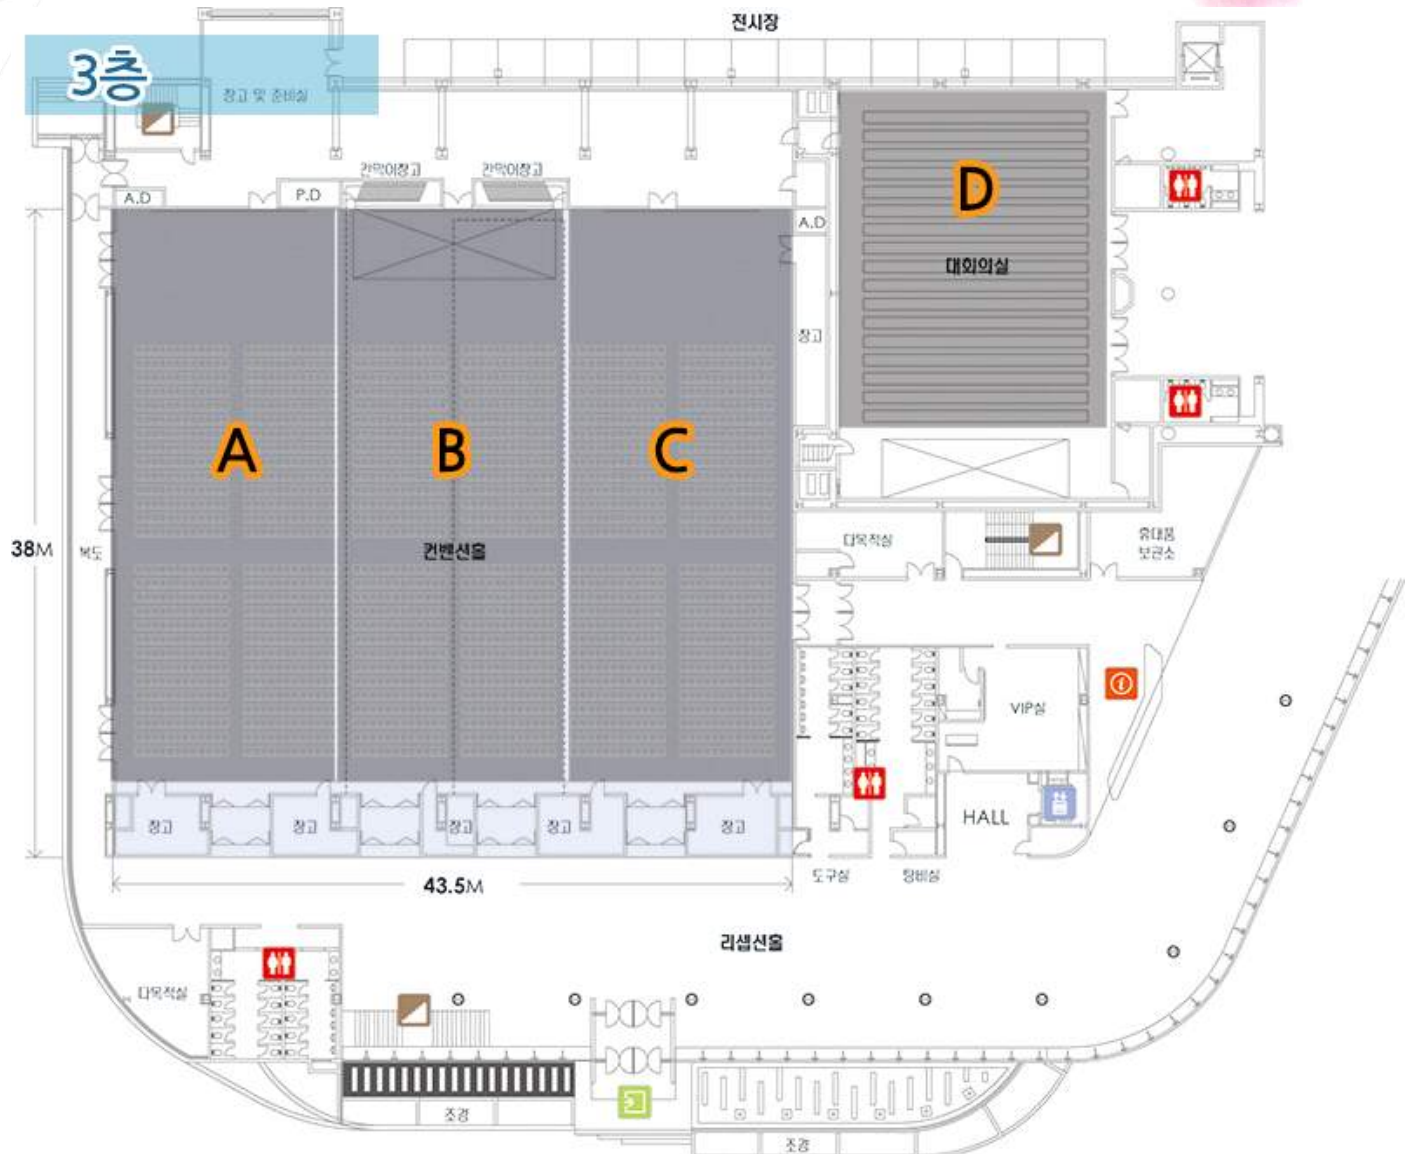 전시장
3층
창고 및 준비실
칸막이창고
칸막이창고
A.D
P.D
D
A.D
대회의실
창고
A
B
C
38M
복도
컨벤션홀
다목적실
휴대품
보관소
VIP실
HALL
창고
창고
창고
창고
창고
도구실
탕비실
43.5M
리셉션홀
다목적실
조경
조경